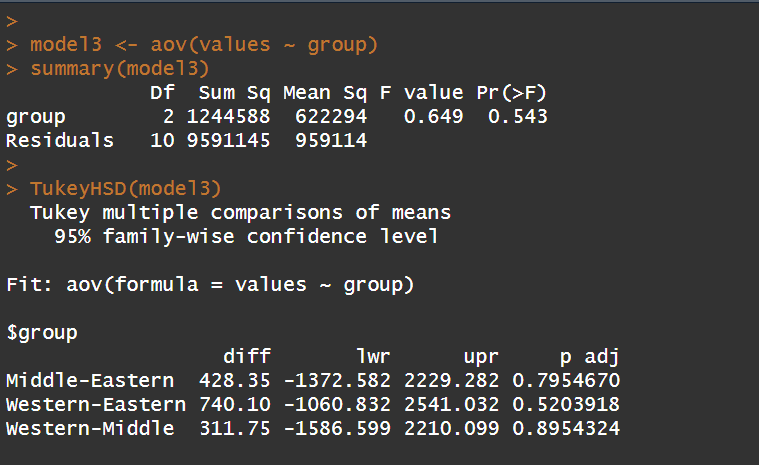 >
> model3 <- aov(values ~ group)
> summary(model3)
            Df  Sum Sq Mean Sq F value Pr(>F)
group        2 1244588  622294   0.649  0.543
Residuals   10 9591145  959114
>
> TukeyHSD(model3)
  Tukey multiple comparisons of means
    95% family-wise confidence level

Fit: aov(formula = values ~ group)

$group
                  diff       lwr      upr     p adj
Middle-Eastern  428.35 -1372.582 2229.282 0.7954670
Western-Eastern 740.10 -1060.832 2541.032 0.5203918
Western-Middle  311.75 -1586.599 2210.099 0.8954324